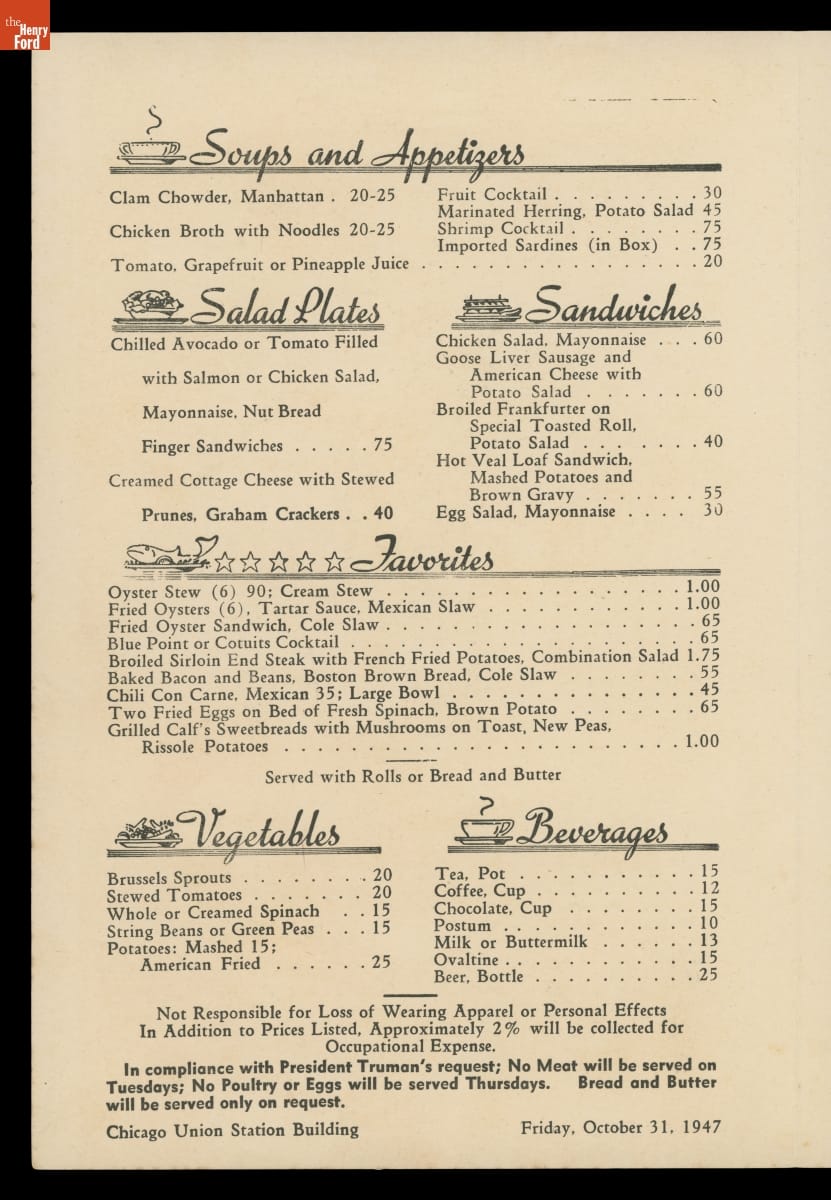 the
Henry
Ford
Soups and Appetizers
Clam Chowder, Manhattan . 20-25
Chicken Broth with Noodles 20-25
Fruit Cocktail . . . . . . . . . 30
Marinated Herring, Potato Salad 45
Shrimp Cocktail . . . . . . . . 75
Imported Sardines (in Box) . . 75
Tomato, Grapefruit or Pineapple Juice . . . . . . . . . . . . . . . . . 20
Salad Plates
Chilled Avocado or Tomato Filled
with Salmon or Chicken Salad,
Mayonnaise, Nut Bread
Finger Sandwiches . . . . . 75
Creamed Cottage Cheese with Stewed
Prunes, Graham Crackers . . 40
Sandwiches
Chicken Salad, Mayonnaise . . . 60
Goose Liver Sausage and
American Cheese with
Potato Salad . . . . . . . 60
Broiled Frankfurter on
Special Toasted Roll,
Potato Salad . . . . . . . 40
Hot Veal Loaf Sandwich,
Mashed Potatoes and
Brown Gravy . . . . . . . 55
Egg Salad, Mayonnaise . . . . 30
Favorites
Oyster Stew (6) 90; Cream Stew . . . . . . . . . . . . . . . . . . 1.00
Fried Oysters (6), Tartar Sauce, Mexican Slaw . . . . . . . . . . . 1.00
Fried Oyster Sandwich, Cole Slaw . . . . . . . . . . . . . . . . . . 65
Blue Point or Cotuits Cocktail . . . . . . . . . . . . . . . . . . . . 65
Broiled Sirloin End Steak with French Fried Potatoes, Combination Salad 1.75
Baked Bacon and Beans, Boston Brown Bread, Cole Slaw . . . . . . . . 55
Chili Con Carne, Mexican 35; Large Bowl . . . . . . . . . . . . . . 45
Two Fried Eggs on Bed of Fresh Spinach, Brown Potato . . . . . . . . 65
Grilled Calf's Sweetbreads with Mushrooms on Toast, New Peas,
Rissole Potatoes . . . . . . . . . . . . . . . . . . . . . . . . 1.00
Served with Rolls or Bread and Butter
Vegetables
Brussels Sprouts . . . . . . . . 20
Stewed Tomatoes . . . . . . . 20
Whole or Creamed Spinach . . 15
String Beans or Green Peas . . . 15
Potatoes: Mashed 15;
American Fried . . . . . . 25
Beverages
Tea, Pot . . . . . . . . . . . 15
Coffee, Cup . . . . . . . . . . 12
Chocolate, Cup . . . . . . . . 15
Postum . . . . . . . . . . . . 10
Milk or Buttermilk . . . . . . 13
Ovaltine . . . . . . . . . . . 15
Beer, Bottle . . . . . . . . . . 25
Not Responsible for Loss of Wearing Apparel or Personal Effects
In Addition to Prices Listed, Approximately 2% will be collected for
Occupational Expense.
In compliance with President Truman's request; No Meat will be served on
Tuesdays; No Poultry or Eggs will be served Thursdays. Bread and Butter
will be served only on request.
Chicago Union Station Building
Friday, October 31, 1947